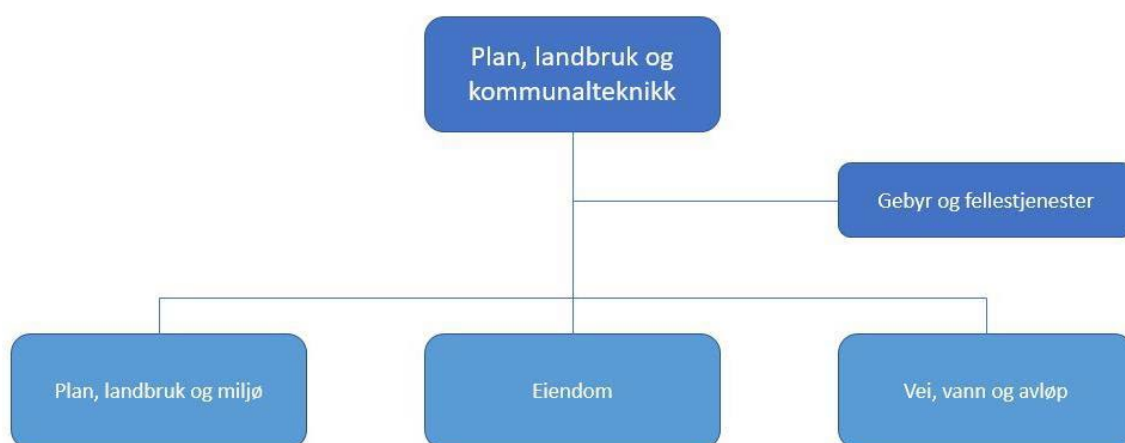 Plan, landbruk og
kommunalteknikk
Gebyr og fellestjenester
Plan, landbruk og miljø
Eiendom
Vei, vann og avløp